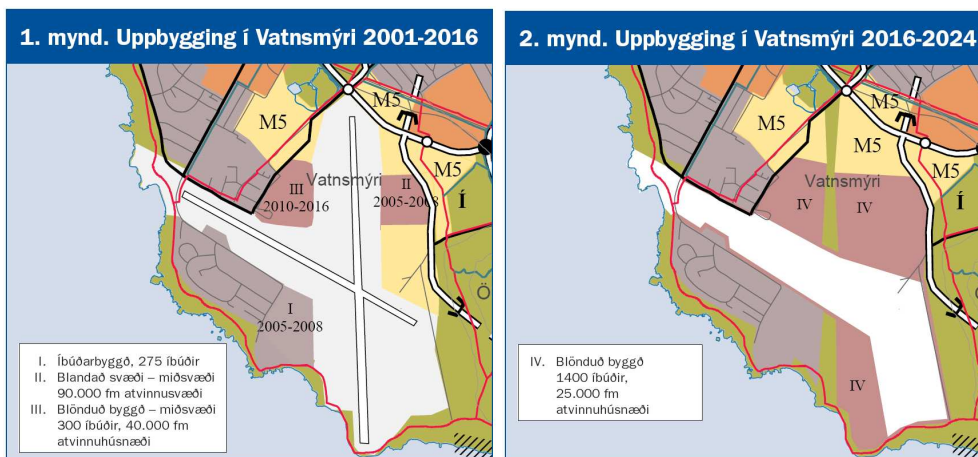 1. mynd. Uppbygging í Vatnsmýri 2001-2016
M5
M5
M5
Vatnsmýri
III
2010-2016
II
2005-2008
Í
Ö
I
2005-2008
I. Íbúðarbyggð, 275 íbúðir
II. Blandað svæði – miðsvæði
90.000 fm atvinnusvæði
III. Blönduð byggð – miðsvæði
300 íbúðir, 40.000 fm
atvinnuhúsnæði
2. mynd. Uppbygging í Vatnsmýri 2016-2024
M5
M5
M5
M5
Vatnsmýri
IV
IV
Í
IV
IV. Blönduð byggð
1400 íbúðir,
25.000 fm
atvinnuhúsnæði